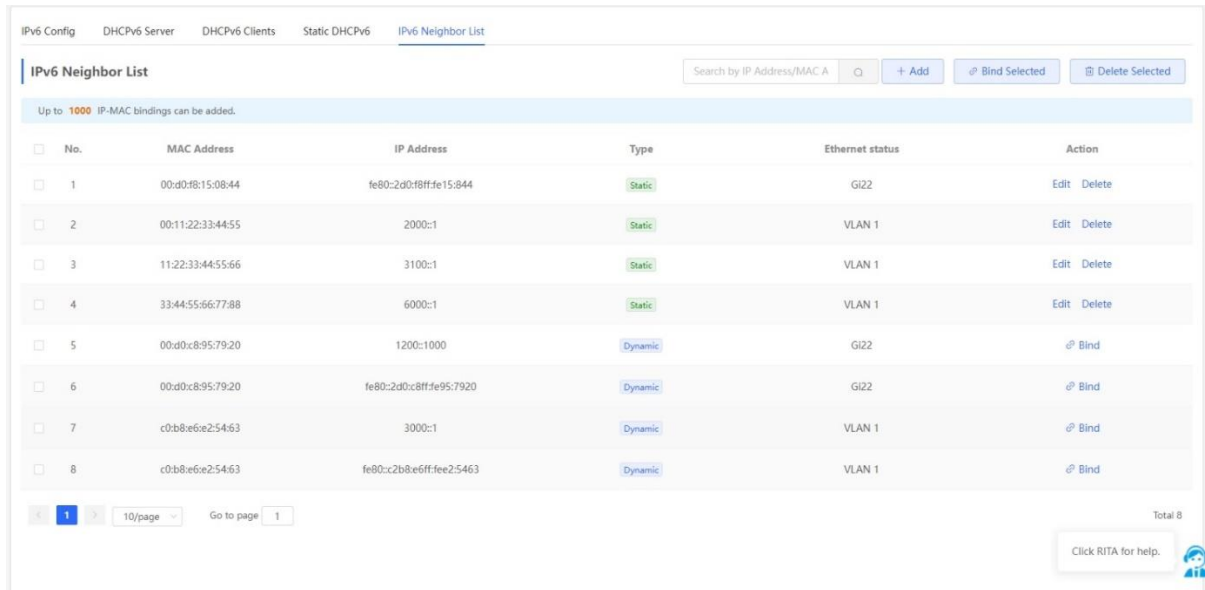 IPv6 Config DHCPv6 Server DHCPv6 Clients Static DHCPv6 IPv6 Neighbor List
IPv6 Neighbor List Search by IP Address/MAC A + Add Bind Selected Delete Selected
Up to 1000 IP-MAC bindings can be added.
No. MAC Address IP Address Type Ethernet status Action
1 00:d0:f8:15:08:44 fe80::2d0:f8ff:fe15:844 Static Gi22 Edit Delete
2 00:11:22:33:44:55 2000::1 Static VLAN 1 Edit Delete
3 11:22:33:44:55:66 3100::1 Static VLAN 1 Edit Delete
4 33:44:55:66:77:88 6000::1 Static VLAN 1 Edit Delete
5 00:d0:c8:95:79:20 1200::1000 Dynamic Gi22 Bind
6 00:d0:c8:95:79:20 fe80::2d0:c8ff:fe95:7920 Dynamic Gi22 Bind
7 c0:b8:e6:e2:54:63 3000::1 Dynamic VLAN 1 Bind
8 c0:b8:e6:e2:54:63 fe80::c2b8:e6ff:fee2:5463 Dynamic VLAN 1 Bind
< 1 > 10/page Go to page 1 Total 8
Click RITA for help.